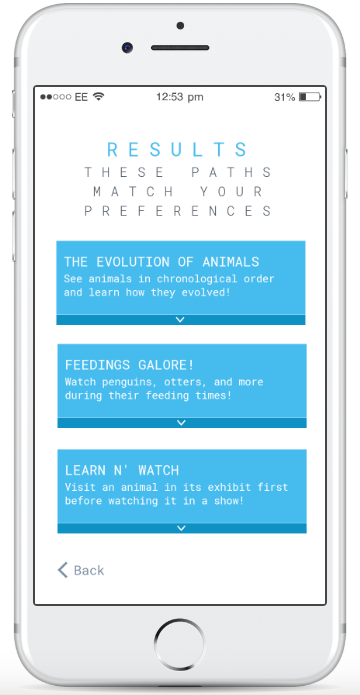 EE 12:53 pm 31%
RESULTS
THESE PATHS
MATCH YOUR
PREFERENCES
THE EVOLUTION OF ANIMALS
See animals in chronological order
and learn how they evolved!
FEEDINGS GALORE!
Watch penguins, otters, and more
during their feeding times!
LEARN N' WATCH
Visit an animal in its exhibit first
before watching it in a show!
Back